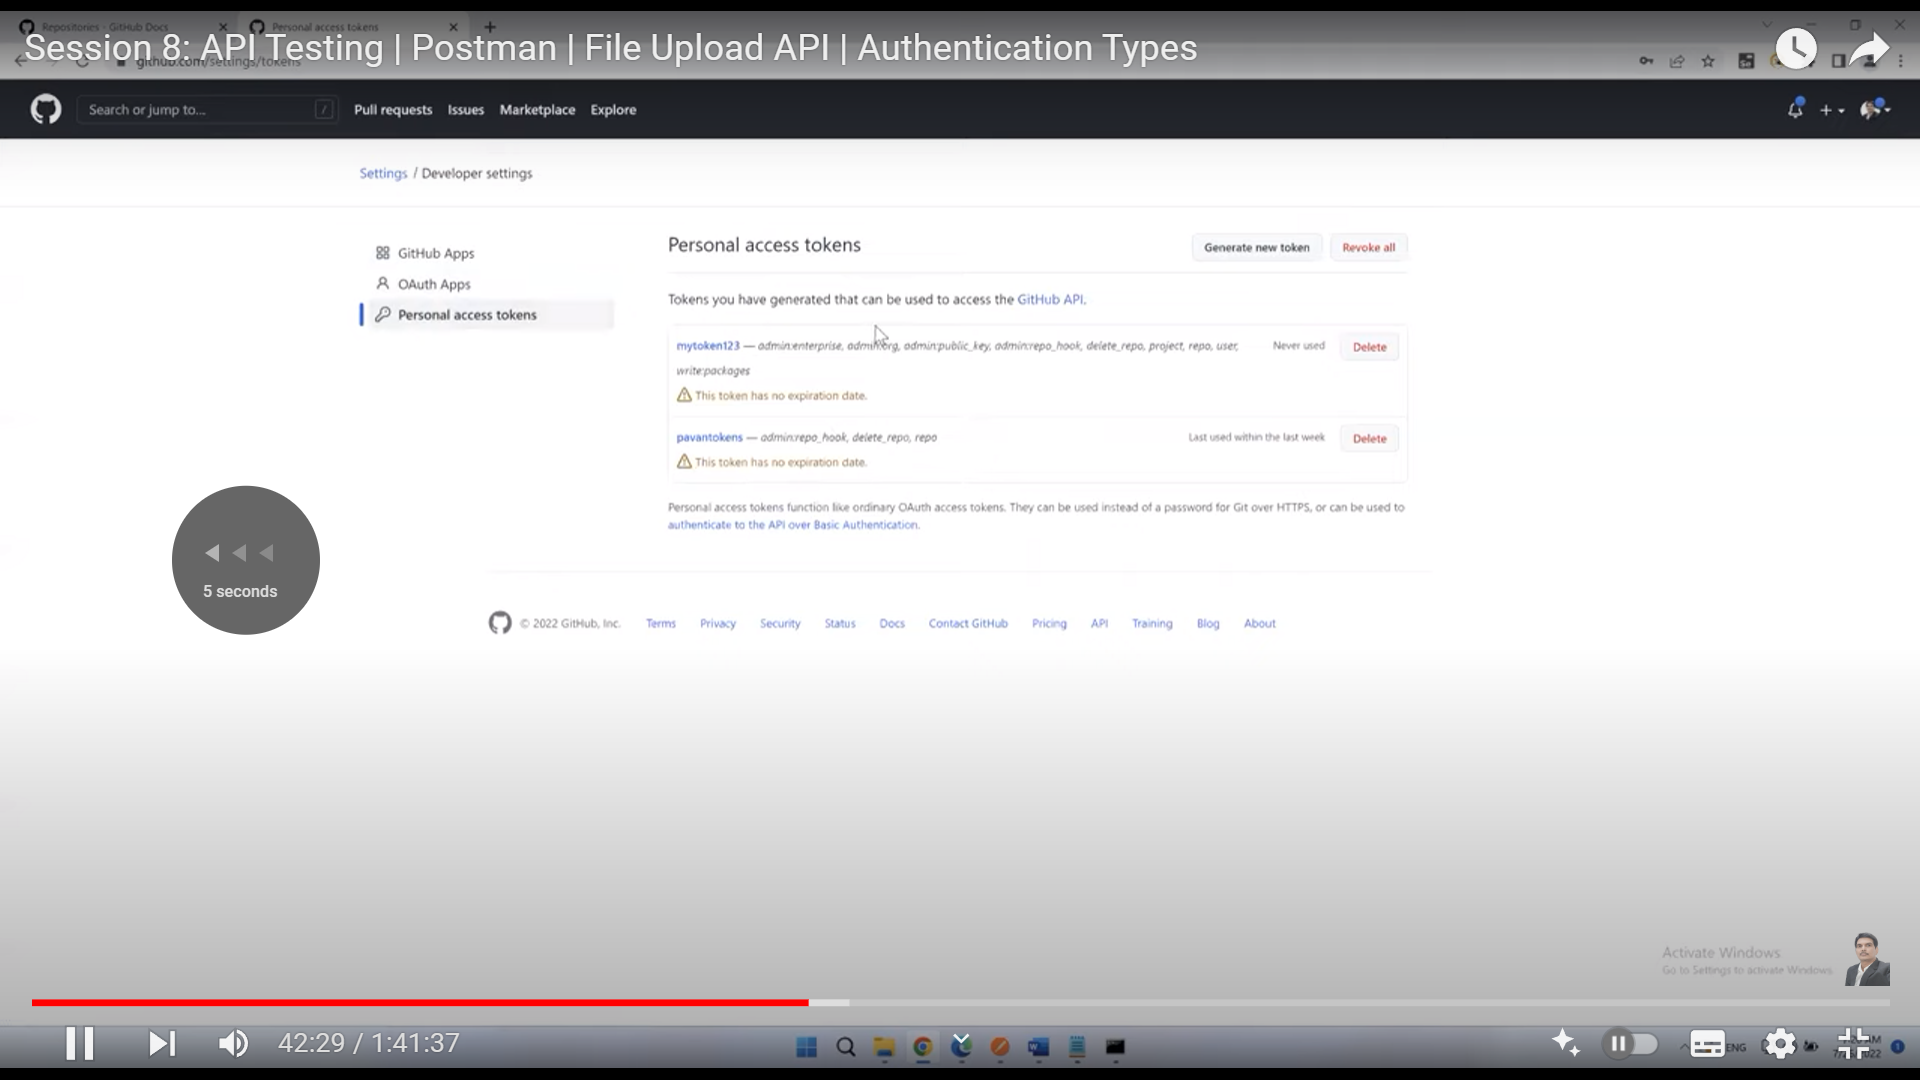 Repositories - GitHub Docs
Personal access tokens
Session 8: API Testing | Postman | File Upload API | Authentication Types
github.com/settings/tokens
Search or jump to...
/
Pull requests
Issues
Marketplace
Explore
Settings / Developer settings
GitHub Apps
OAuth Apps
Personal access tokens
Personal access tokens
Generate new token
Revoke all
Tokens you have generated that can be used to access the GitHub API.
mytoken123 — admin:enterprise, admin:org, admin:public_key, admin:repo_hook, delete_repo, project, repo, user,
Never used
Delete
write:packages
This token has no expiration date.
pavantokens — admin:repo_hook, delete_repo, repo
Last used within the last week
Delete
This token has no expiration date.
Personal access tokens function like ordinary OAuth access tokens. They can be used instead of a password for Git over HTTPS, or can be used to
authenticate to the API over Basic Authentication.
5 seconds
© 2022 GitHub, Inc.
Terms
Privacy
Security
Status
Docs
Contact GitHub
Pricing
API
Training
Blog
About
Activate Windows
Go to Settings to activate Windows.
42:29 / 1:41:37
ENG